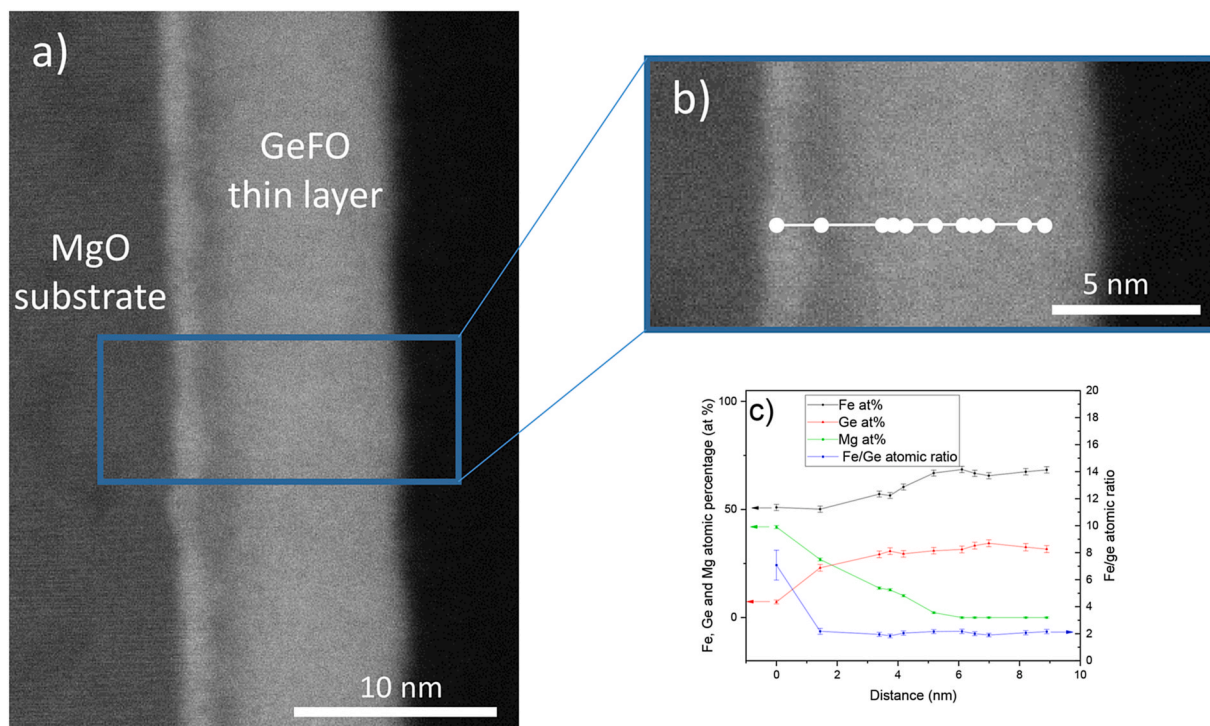 a)
GeFO
thin layer
MgO
substrate
10 nm
b)
5 nm
c)
Fe at%
Ge at%
Mg at%
Fe/Ge atomic ratio
Fe, Ge and Mg atomic percentage (at %)
100
50
0
20
18
16
14
12
10
8
6
4
2
0
Fe/ge atomic ratio
0
2
4
6
8
10
Distance (nm)